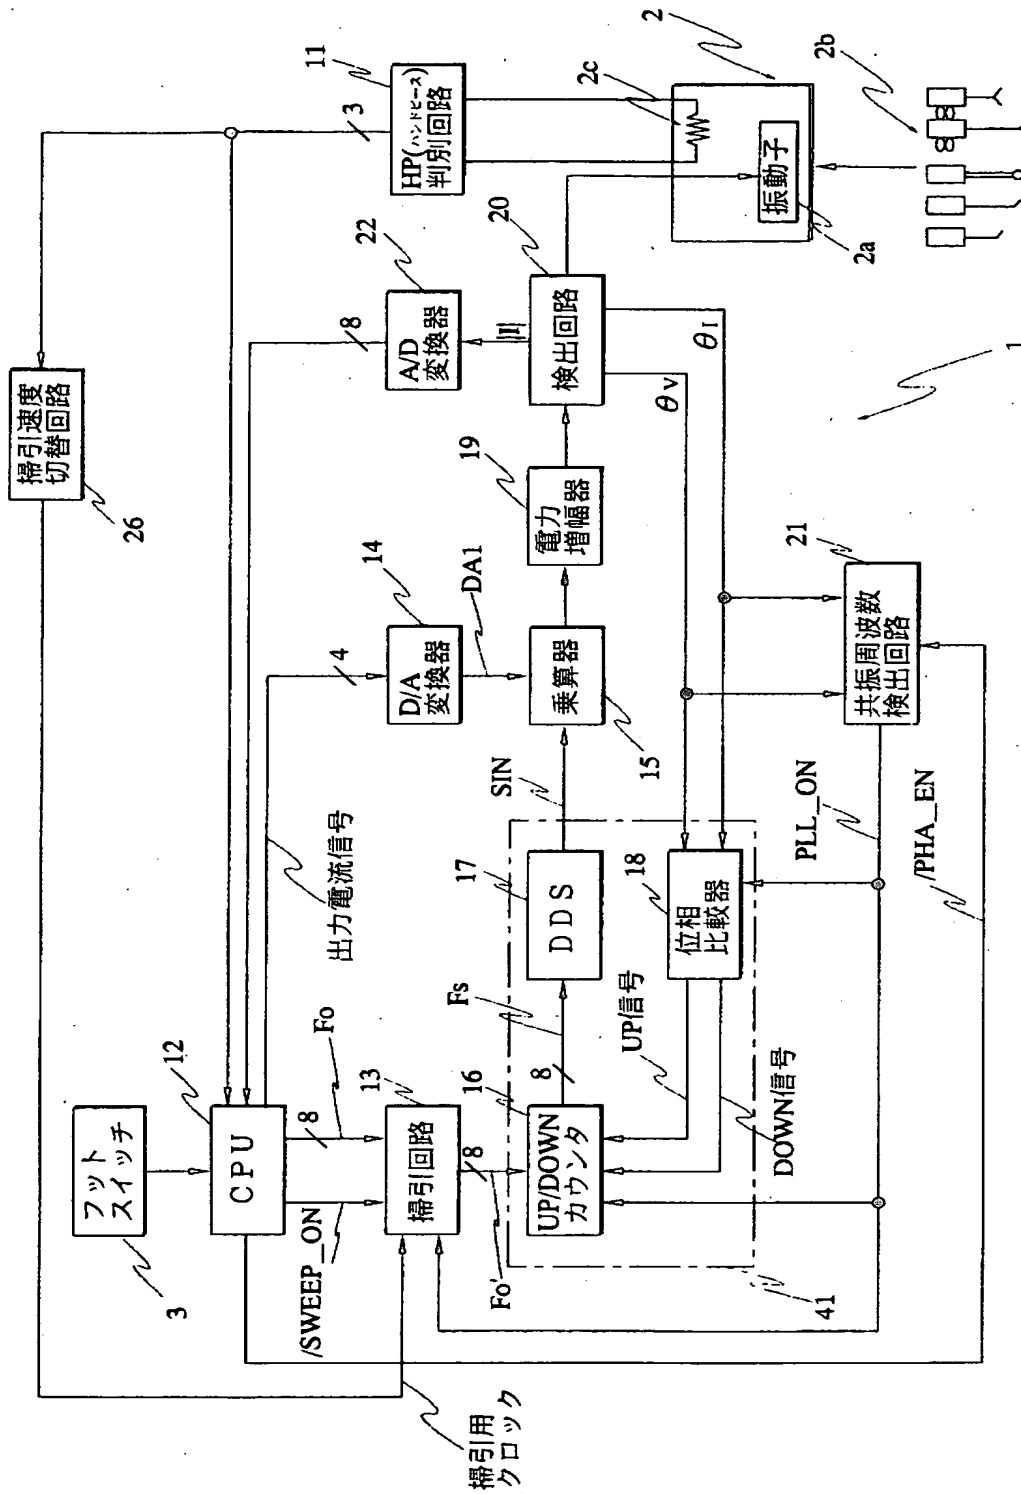 フット
スイッチ
3
CPU
12
/SWEEP_ON
8
Fo
掃引回路
13
8
Fo'
掃引用
クロック
出力電流信号
UP/DOWN
カウンタ
16
8
Fs
DDS
17
SIN
UP信号
DOWN信号
位相
比較器
18
41
D/A
変換器
14
4
DA1
乗算器
15
電力
増幅器
19
検出回路
20
|I|
θV
θI
A/D
変換器
22
8
HP(ハンドピース)
判別回路
11
3
掃引速度
切替回路
26
共振周波数
検出回路
21
PLL_ON
/PHA_EN
振動子
2a
2c
2
2b
1